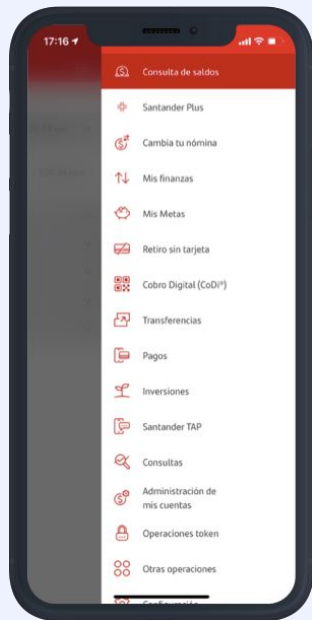 17:16
Consulta de saldos
Santander Plus
Cambia tu nómina
Mis finanzas
Mis Metas
Retiro sin tarjeta
Cobro Digital (CoDi®)
Transferencias
Pagos
Inversiones
Santander TAP
Consultas
Administración de
mis cuentas
Operaciones token
Otras operaciones
Configuración